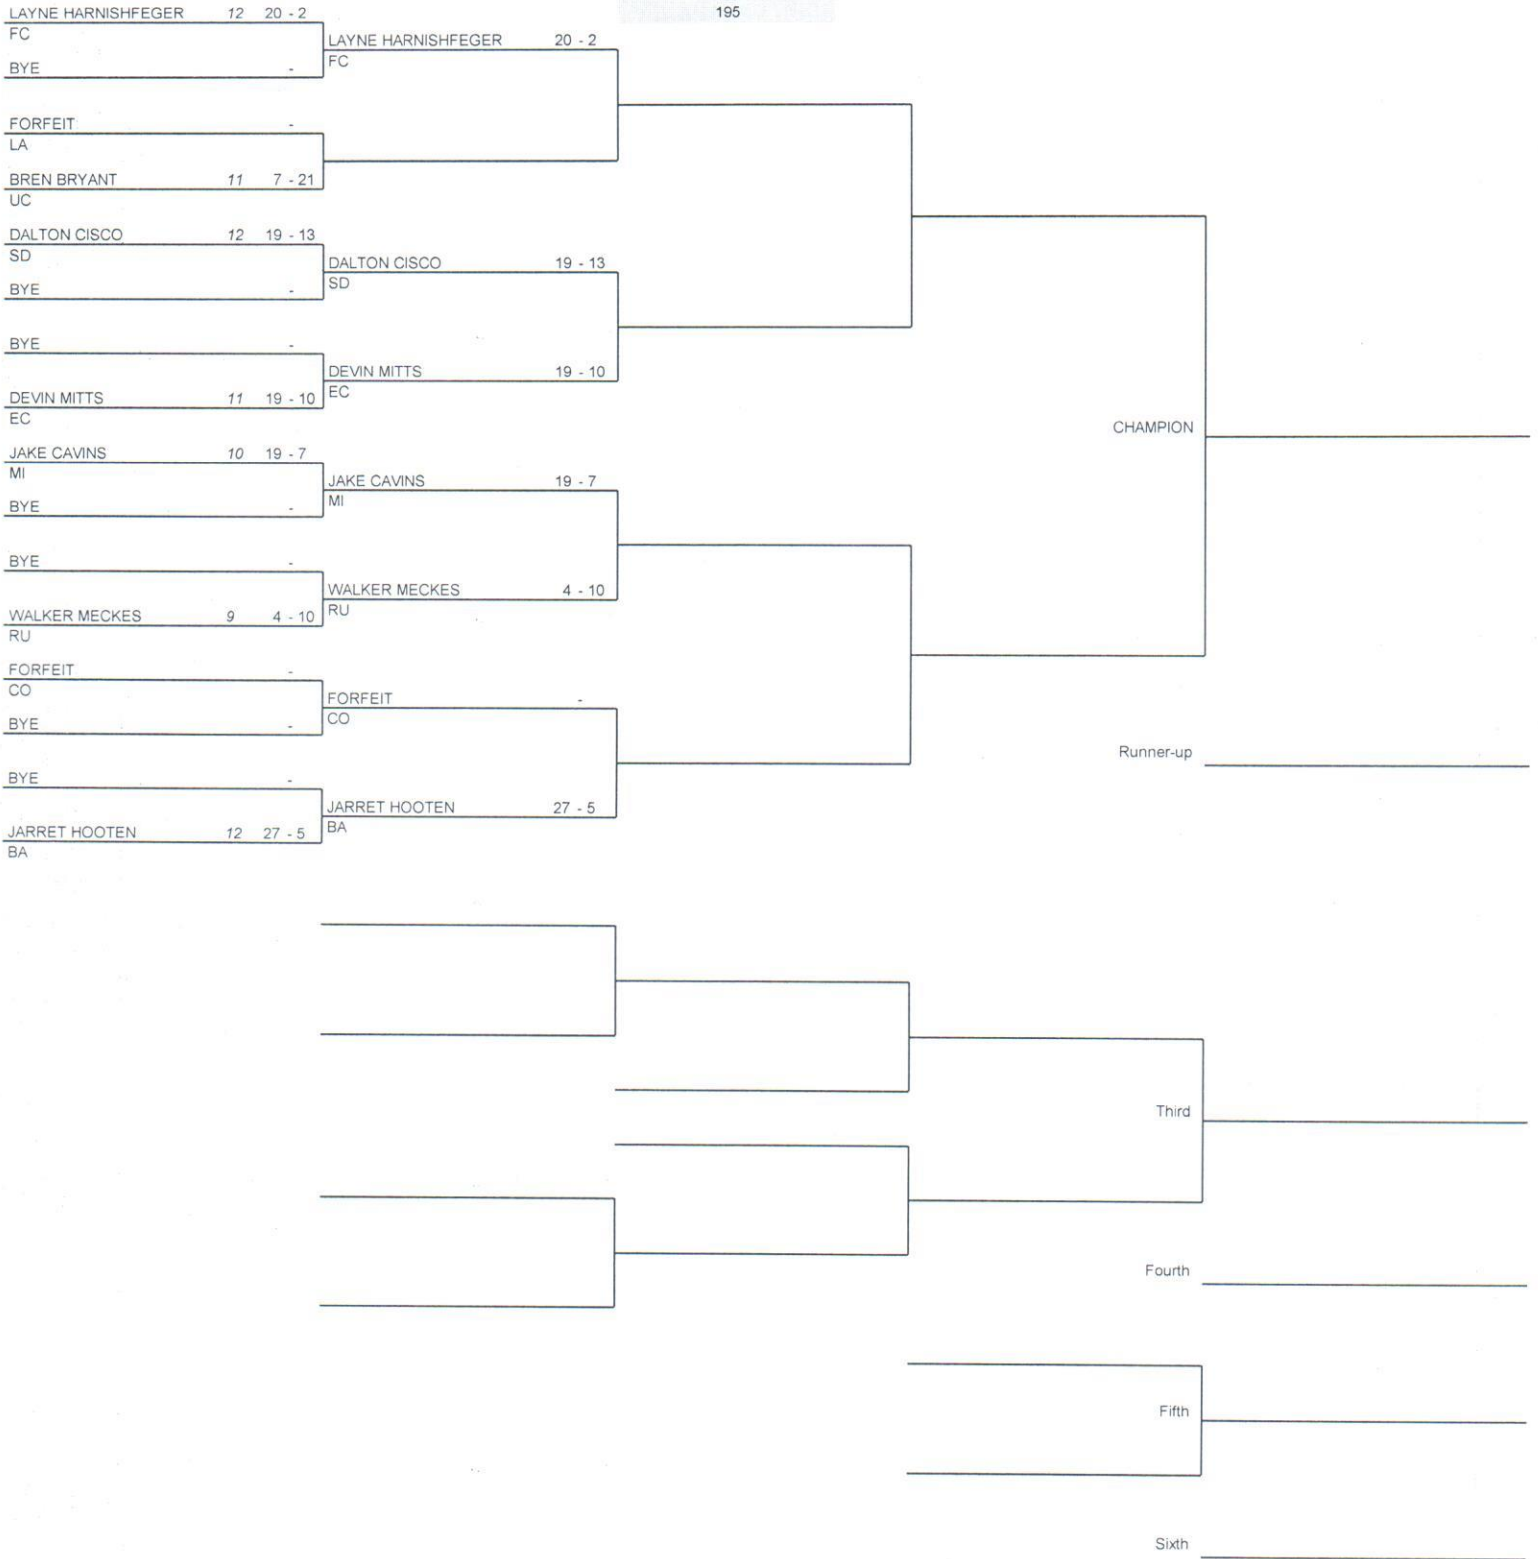 195
LAYNE HARNISHFEGER 12 20 - 2
FC
BYE -
FORFEIT -
LA
BREN BRYANT 11 7 - 21
UC
DALTON CISCO 12 19 - 13
SD
BYE -
BYE -
DEVIN MITTS 11 19 - 10
EC
JAKE CAVINS 10 19 - 7
MI
BYE -
BYE -
WALKER MECKES 9 4 - 10
RU
FORFEIT -
CO
BYE -
BYE -
JARRET HOOTEN 12 27 - 5
BA
LAYNE HARNISHFEGER 20 - 2
FC
DALTON CISCO 19 - 13
SD
DEVIN MITTS 19 - 10
EC
JAKE CAVINS 19 - 7
MI
WALKER MECKES 4 - 10
RU
FORFEIT -
CO
JARRET HOOTEN 27 - 5
BA
CHAMPION
Runner-up
Third
Fourth
Fifth
Sixth